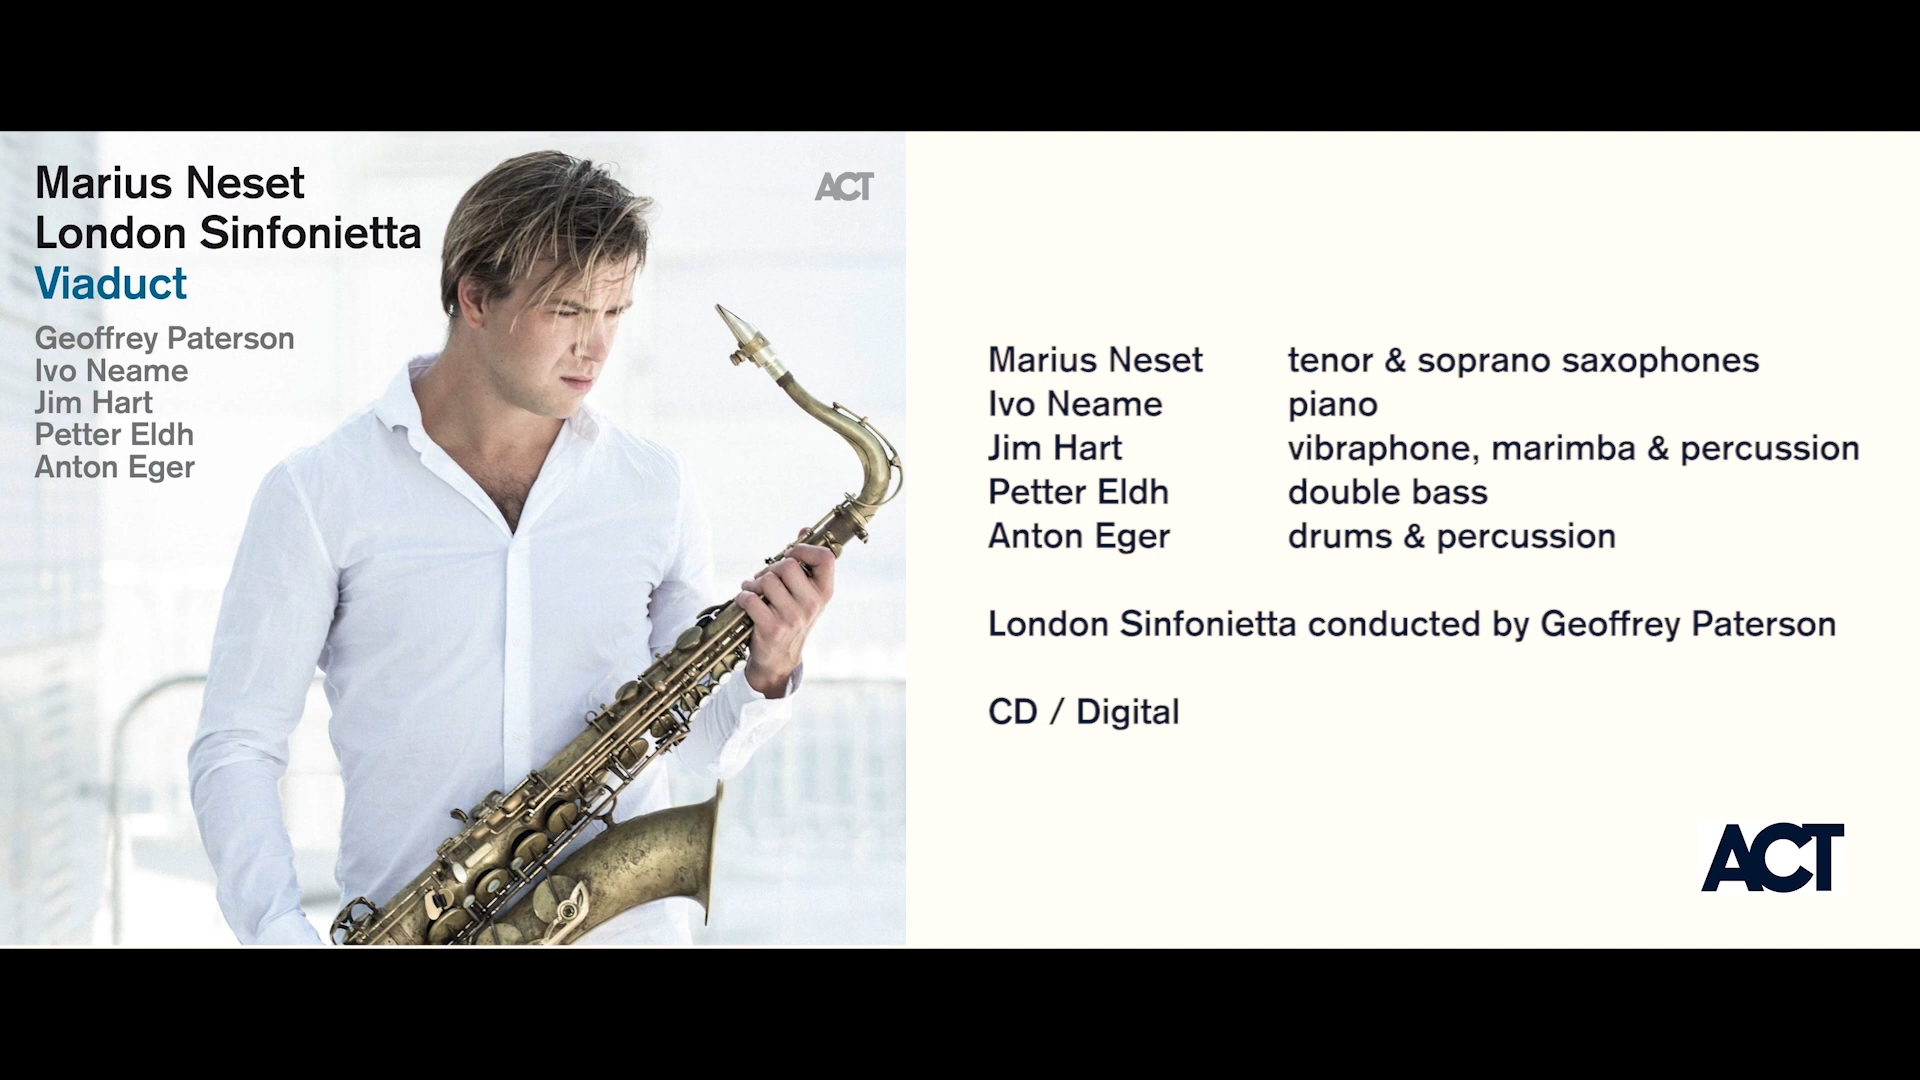 Marius Neset
London Sinfonietta
Viaduct
Geoffrey Paterson
Ivo Neame
Jim Hart
Petter Eldh
Anton Eger
ACT
Marius Neset tenor & soprano saxophones
Ivo Neame piano
Jim Hart vibraphone, marimba & percussion
Petter Eldh double bass
Anton Eger drums & percussion
London Sinfonietta conducted by Geoffrey Paterson
CD / Digital
ACT